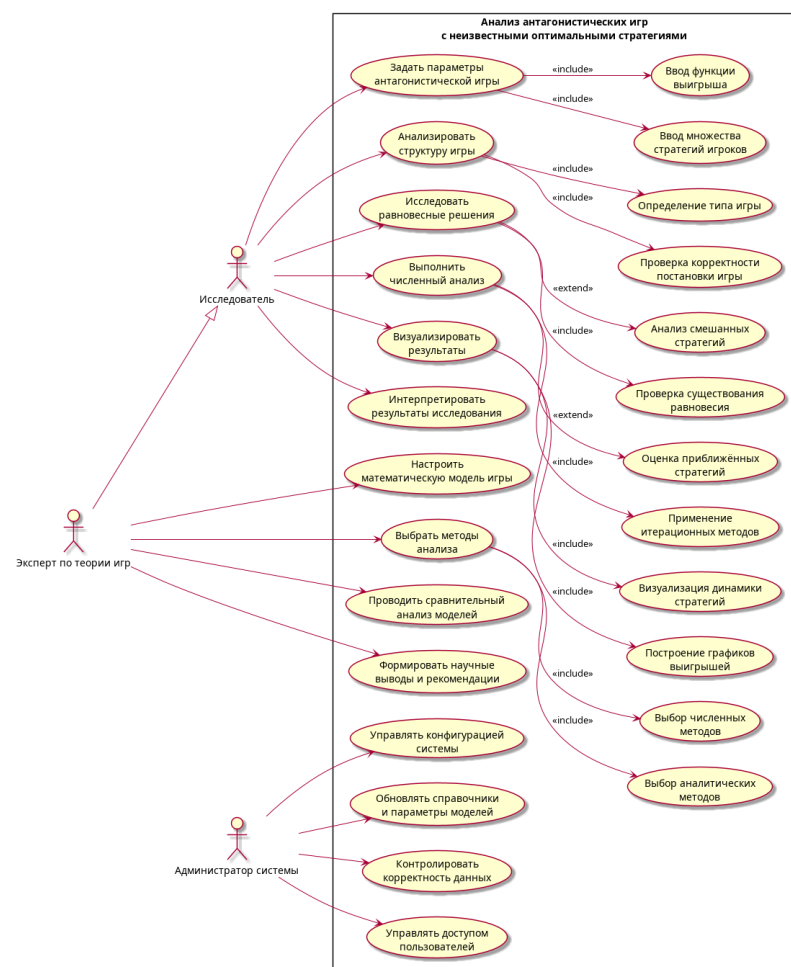 Анализ антагонистических игр
с неизвестными оптимальными стратегиями
Задать параметры
антагонистической игры
«include»
Ввод функции
выигрыша
«include»
Анализировать
структуру игры
Ввод множества
стратегий игроков
«include»
Исследовать
равновесные решения
«include»
Определение типа игры
Исследователь
Выполнить
численный анализ
Проверка корректности
постановки игры
«extend»
Визуализировать
результаты
«include»
Анализ смешанных
стратегий
Интерпретировать
результаты исследования
Проверка существования
равновесия
«extend»
Настроить
математическую модель игры
«include»
Оценка приближённых
стратегий
Эксперт по теории игр
Выбрать методы
анализа
Применение
итерационных методов
«include»
Проводить сравнительный
анализ моделей
«include»
Визуализация динамики
стратегий
Формировать научные
выводы и рекомендации
«include»
Построение графиков
выигрышей
«include»
Управлять конфигурацией
системы
Выбор численных
методов
Обновлять справочники
и параметры моделей
Выбор аналитических
методов
Администратор системы
Контролировать
корректность данных
Управлять доступом
пользователей